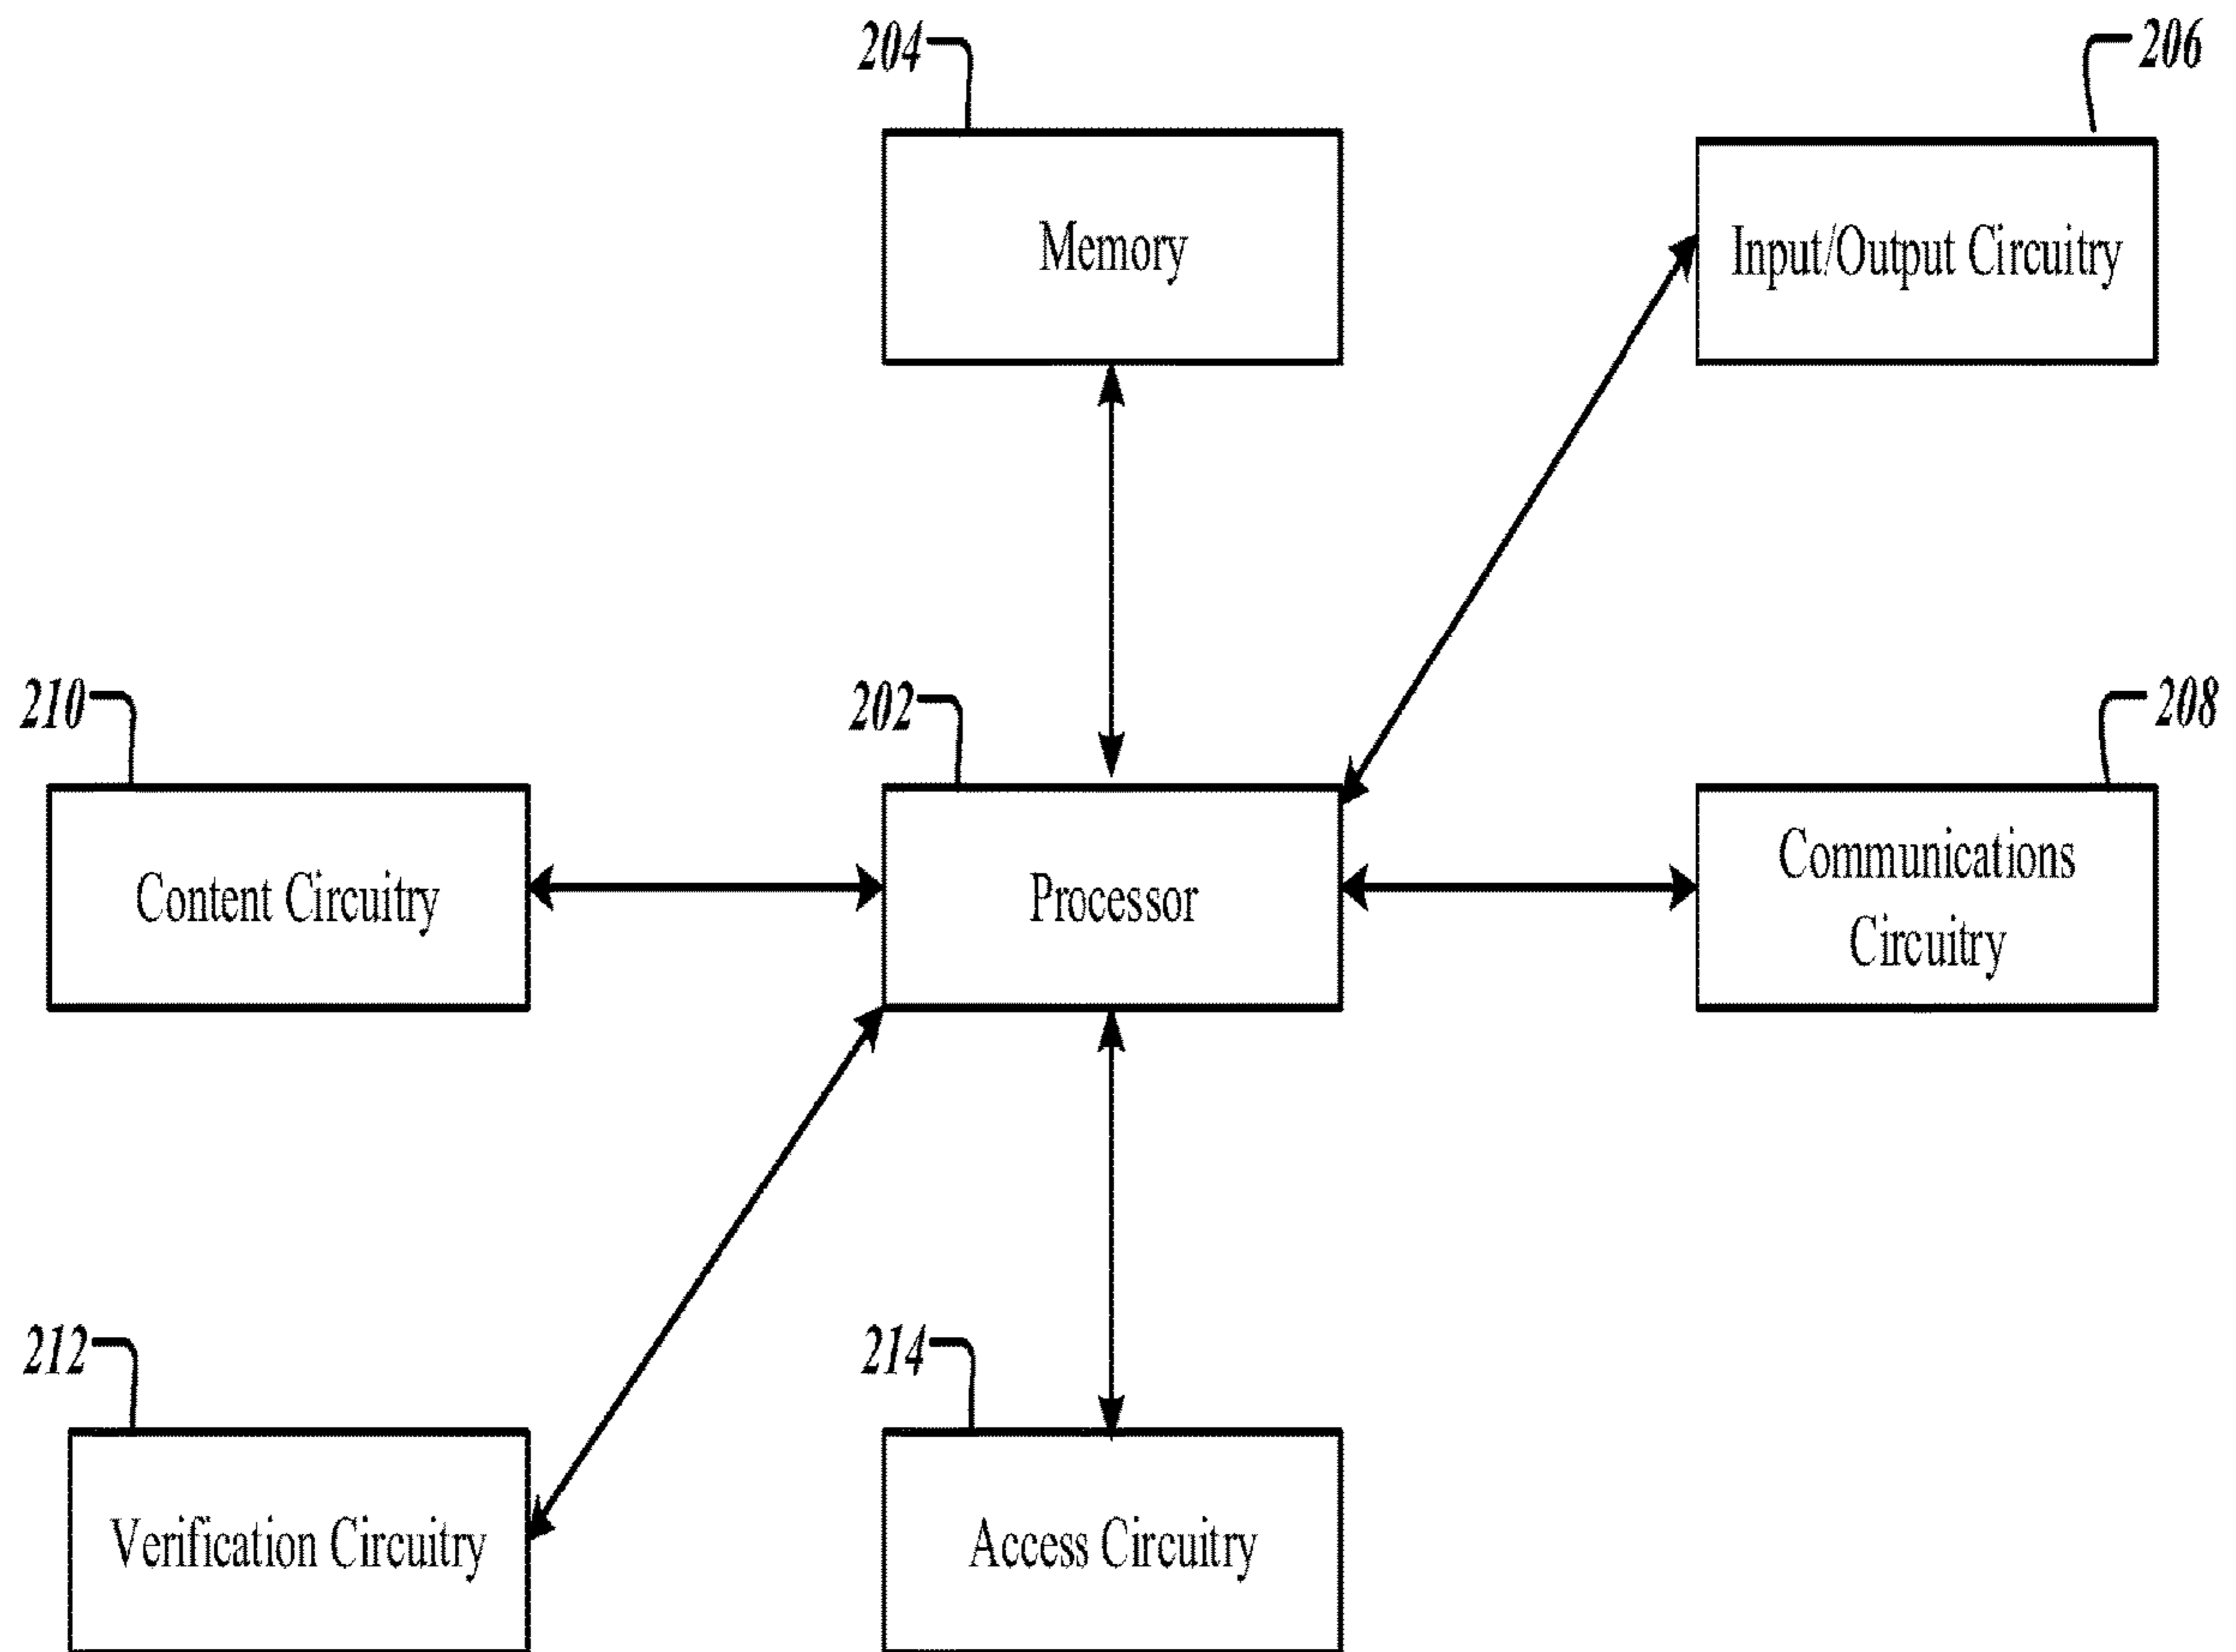 204
206
Memory
Input/Output Circuitry
210
202
208
Content Circuitry
Processor
Communications
Circuitry
212
214
Verification Circuitry
Access Circuitry